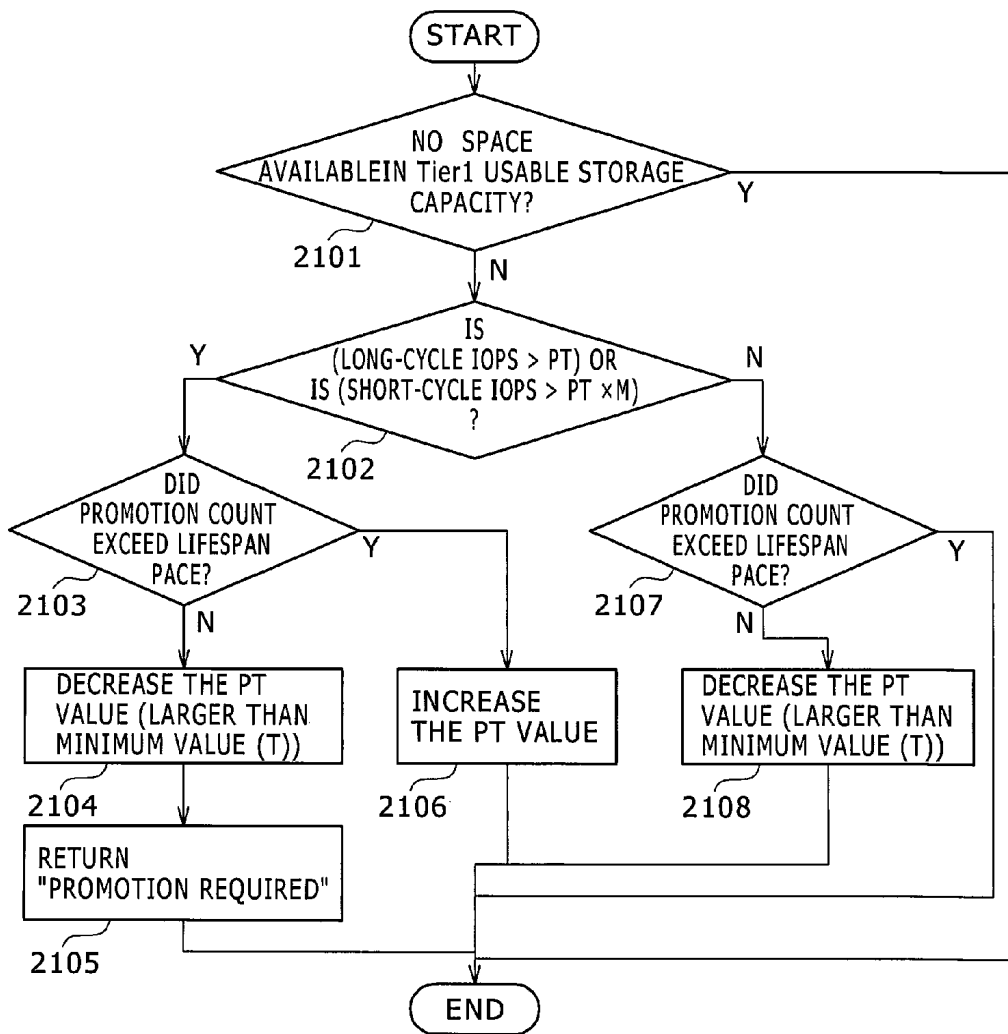 START
NO SPACE
AVAILABLEIN Tier1 USABLE STORAGE
CAPACITY?
Y
2101
N
IS
(LONG-CYCLE IOPS > PT) OR
IS (SHORT-CYCLE IOPS > PT ×M)
?
Y
N
2102
DID
PROMOTION COUNT
EXCEED LIFESPAN
PACE?
Y
2103
N
DID
PROMOTION COUNT
EXCEED LIFESPAN
PACE?
Y
2107
N
DECREASE THE PT
VALUE (LARGER THAN
MINIMUM VALUE (T))
2104
INCREASE
THE PT VALUE
2106
DECREASE THE PT
VALUE (LARGER THAN
MINIMUM VALUE (T))
2108
RETURN
"PROMOTION REQUIRED"
2105
END